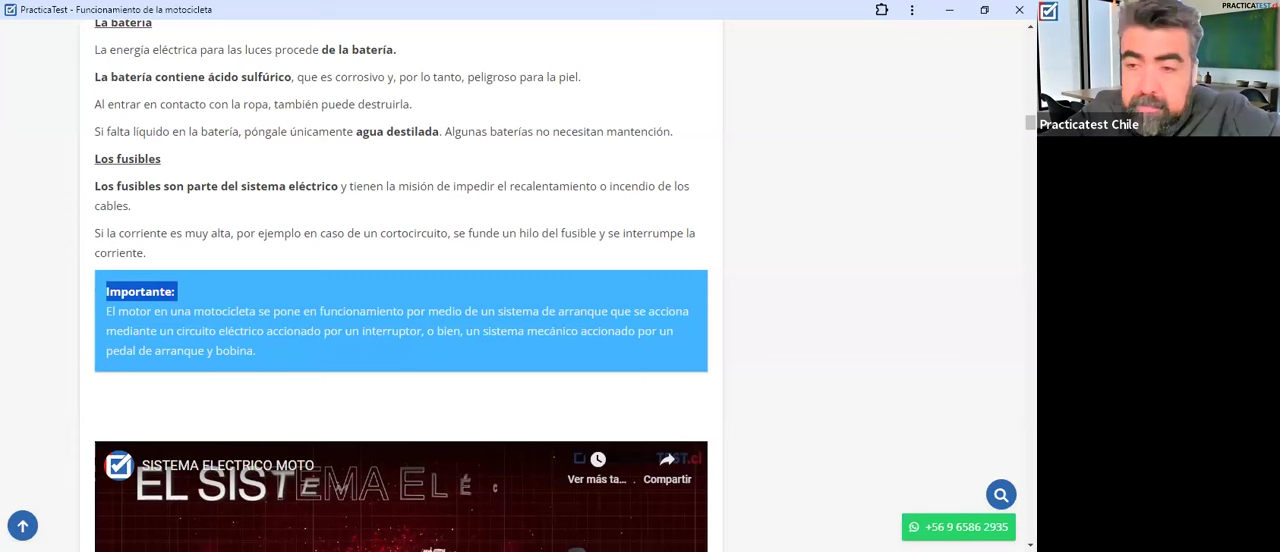 PracticaTest - Funcionamiento de la motocicleta
PRACTICATEST.CL
La batería
La energía eléctrica para las luces procede de la batería.
La batería contiene ácido sulfúrico, que es corrosivo y, por lo tanto, peligroso para la piel.
Al entrar en contacto con la ropa, también puede destruirla.
Si falta líquido en la batería, póngale únicamente agua destilada. Algunas baterías no necesitan mantención.
Practicatest Chile
Los fusibles
Los fusibles son parte del sistema eléctrico y tienen la misión de impedir el recalentamiento o incendio de los
cables.
Si la corriente es muy alta, por ejemplo en caso de un cortocircuito, se funde un hilo del fusible y se interrumpe la
corriente.
Importante:
El motor en una motocicleta se pone en funcionamiento por medio de un sistema de arranque que se acciona
mediante un circuito eléctrico accionado por un interruptor, o bien, un sistema mecánico accionado por un
pedal de arranque y bobina.
SISTEMA ELECTRICO MOTO
EL SISTEMA ELÉC
Ver más ta...
Compartir
+56 9 6586 2935